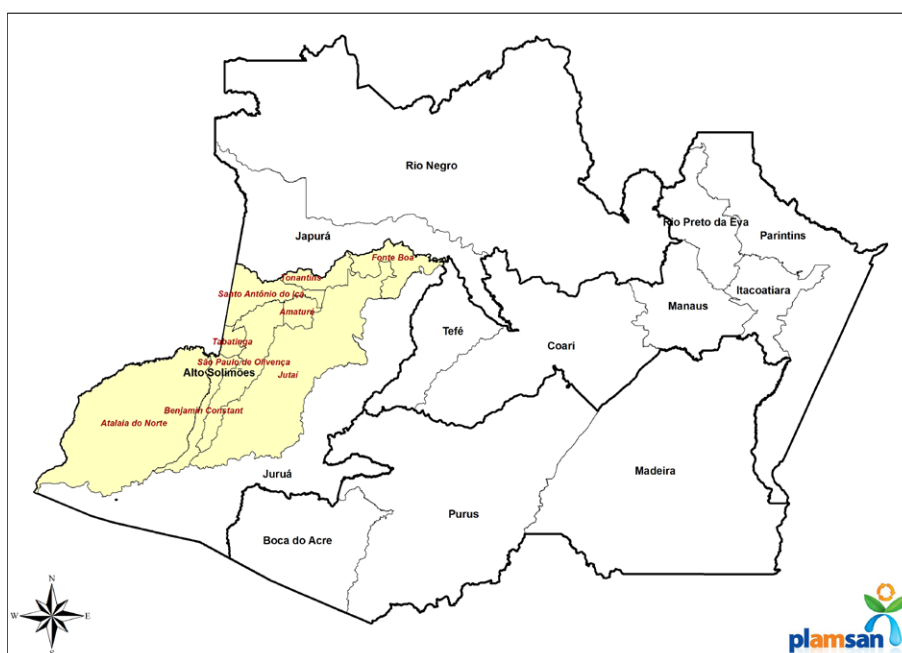 Rio Negro
Rio Preto da Eva
Parintins
Japurá
Fonte Boa
Tonantins
Santo Antônio do Içá
Itacoatiara
Amaturé
Manaus
Tefé
Tabatinga
Coari
São Paulo de Olivença
Alto Solimões
Jutaí
Benjamin Constant
Atalaia do Norte
Juruá
Madeira
Purus
Boca do Acre
N
W
E
S
plamsan